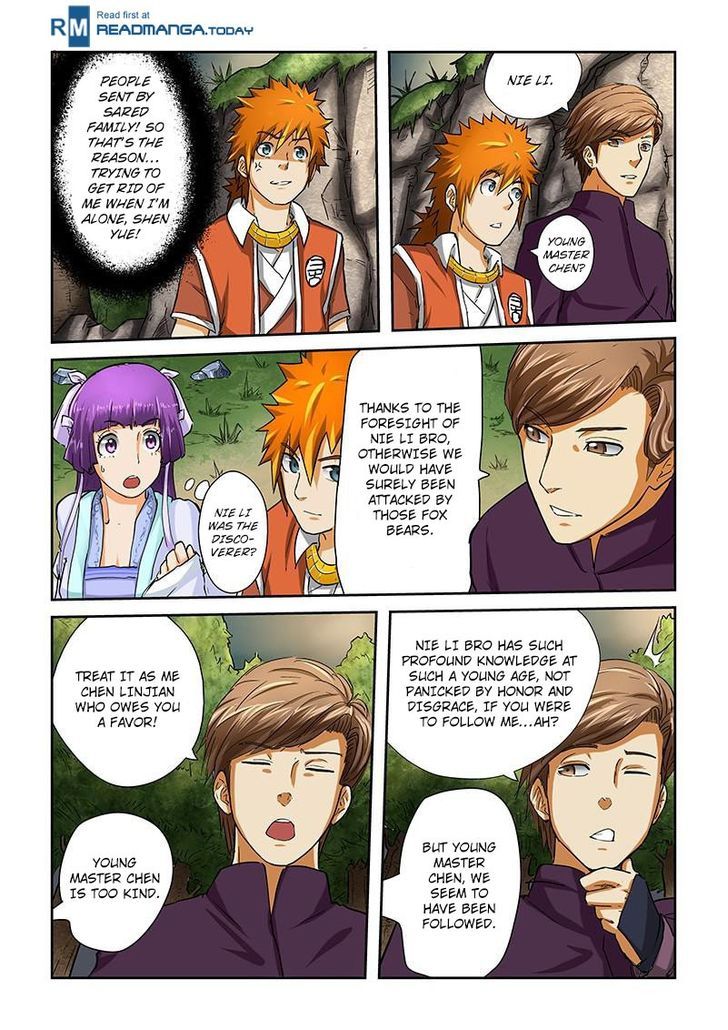 Read first at
RM READMANGA.TODAY
PEOPLE
SENT BY
SARED
FAMILY! SO
THAT'S THE
REASON...
TRYING TO
GET RID OF
ME WHEN I'M
ALONE, SHEN
YUE!
NIE LI.
YOUNG
MASTER
CHEN?
THANKS TO THE
FORESIGHT OF
NIE LI BRO,
OTHERWISE WE
WOULD HAVE
SURELY BEEN
ATTACKED BY
THOSE FOX
BEARS.
NIE LI
WAS THE
DISCO-
VERER?
TREAT IT AS ME
CHEN LINJIAN
WHO OWES YOU
A FAVOR!
YOUNG
MASTER CHEN
IS TOO KIND.
NIE LI BRO HAS SUCH
PROFOUND KNOWLEDGE AT
SUCH A YOUNG AGE, NOT
PANICKED BY HONOR AND
DISGRACE, IF YOU WERE
TO FOLLOW ME...AH?
BUT YOUNG
MASTER
CHEN, WE
SEEM TO
HAVE BEEN
FOLLOWED.